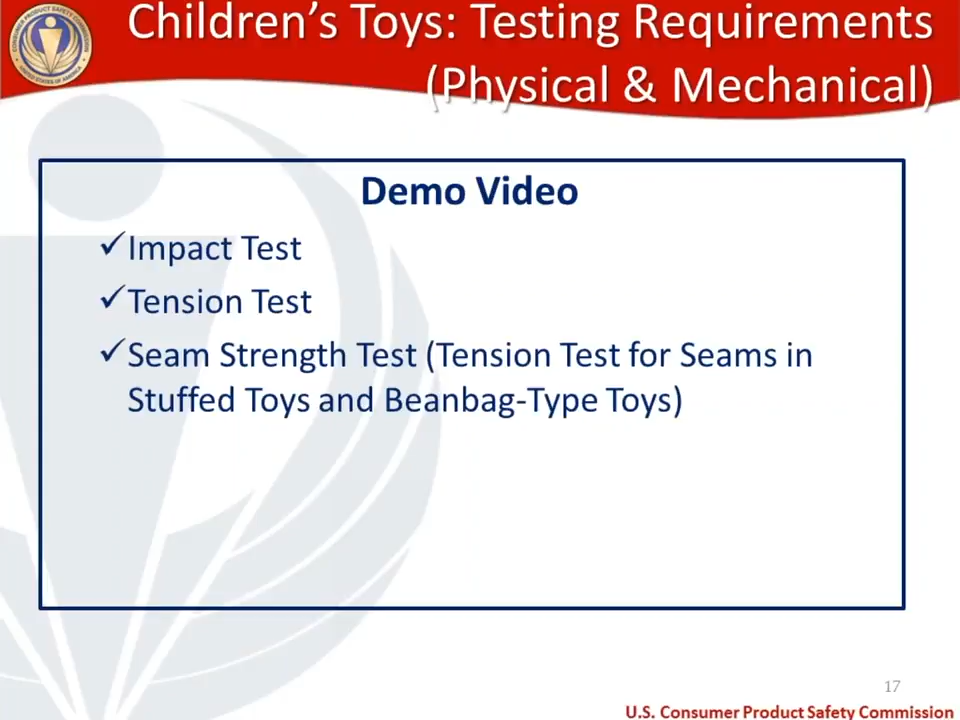 Children’s Toys: Testing Requirements
(Physical & Mechanical)
Demo Video
✓Impact Test
✓Tension Test
✓Seam Strength Test (Tension Test for Seams in
Stuffed Toys and Beanbag-Type Toys)
17
U.S. Consumer Product Safety Commission